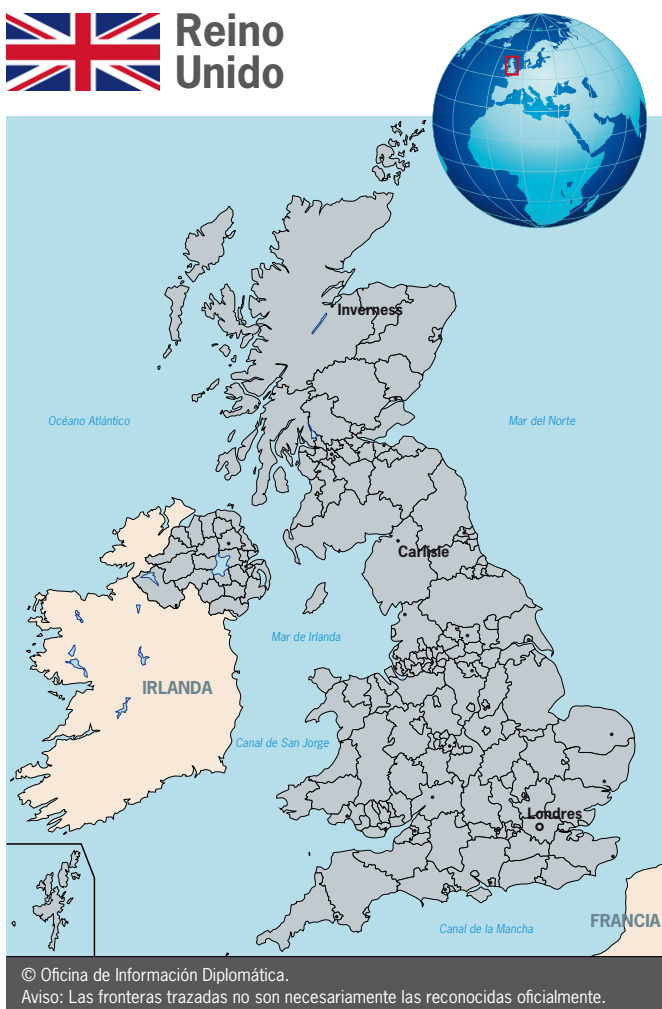 Reino
Unido
Inverness
Océano Atlántico
Mar del Norte
Carlisle
Mar de Irlanda
IRLANDA
Canal de San Jorge
Londres
FRANCIA
Canal de la Mancha
© Oficina de Información Diplomática.
Aviso: Las fronteras trazadas no son necesariamente las reconocidas oficialmente.